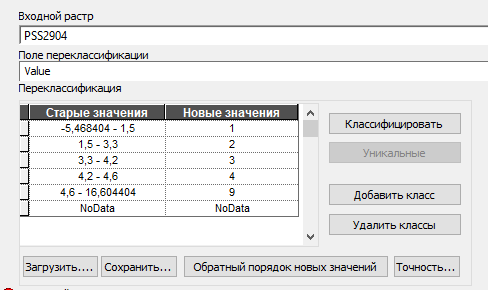 Входной растр
PSS2904
Поле переклассификации
Value
Переклассификация
Старые значения Новые значения
-5,468404 - 1,5 1
1,5 - 3,3 2
3,3 - 4,2 3
4,2 - 4,6 4
4,6 - 16,604404 9
NoData NoData
Классифицировать
Уникальные
Добавить класс
Удалить классы
Загрузить.... Сохранить... Обратный порядок новых значений Точность...